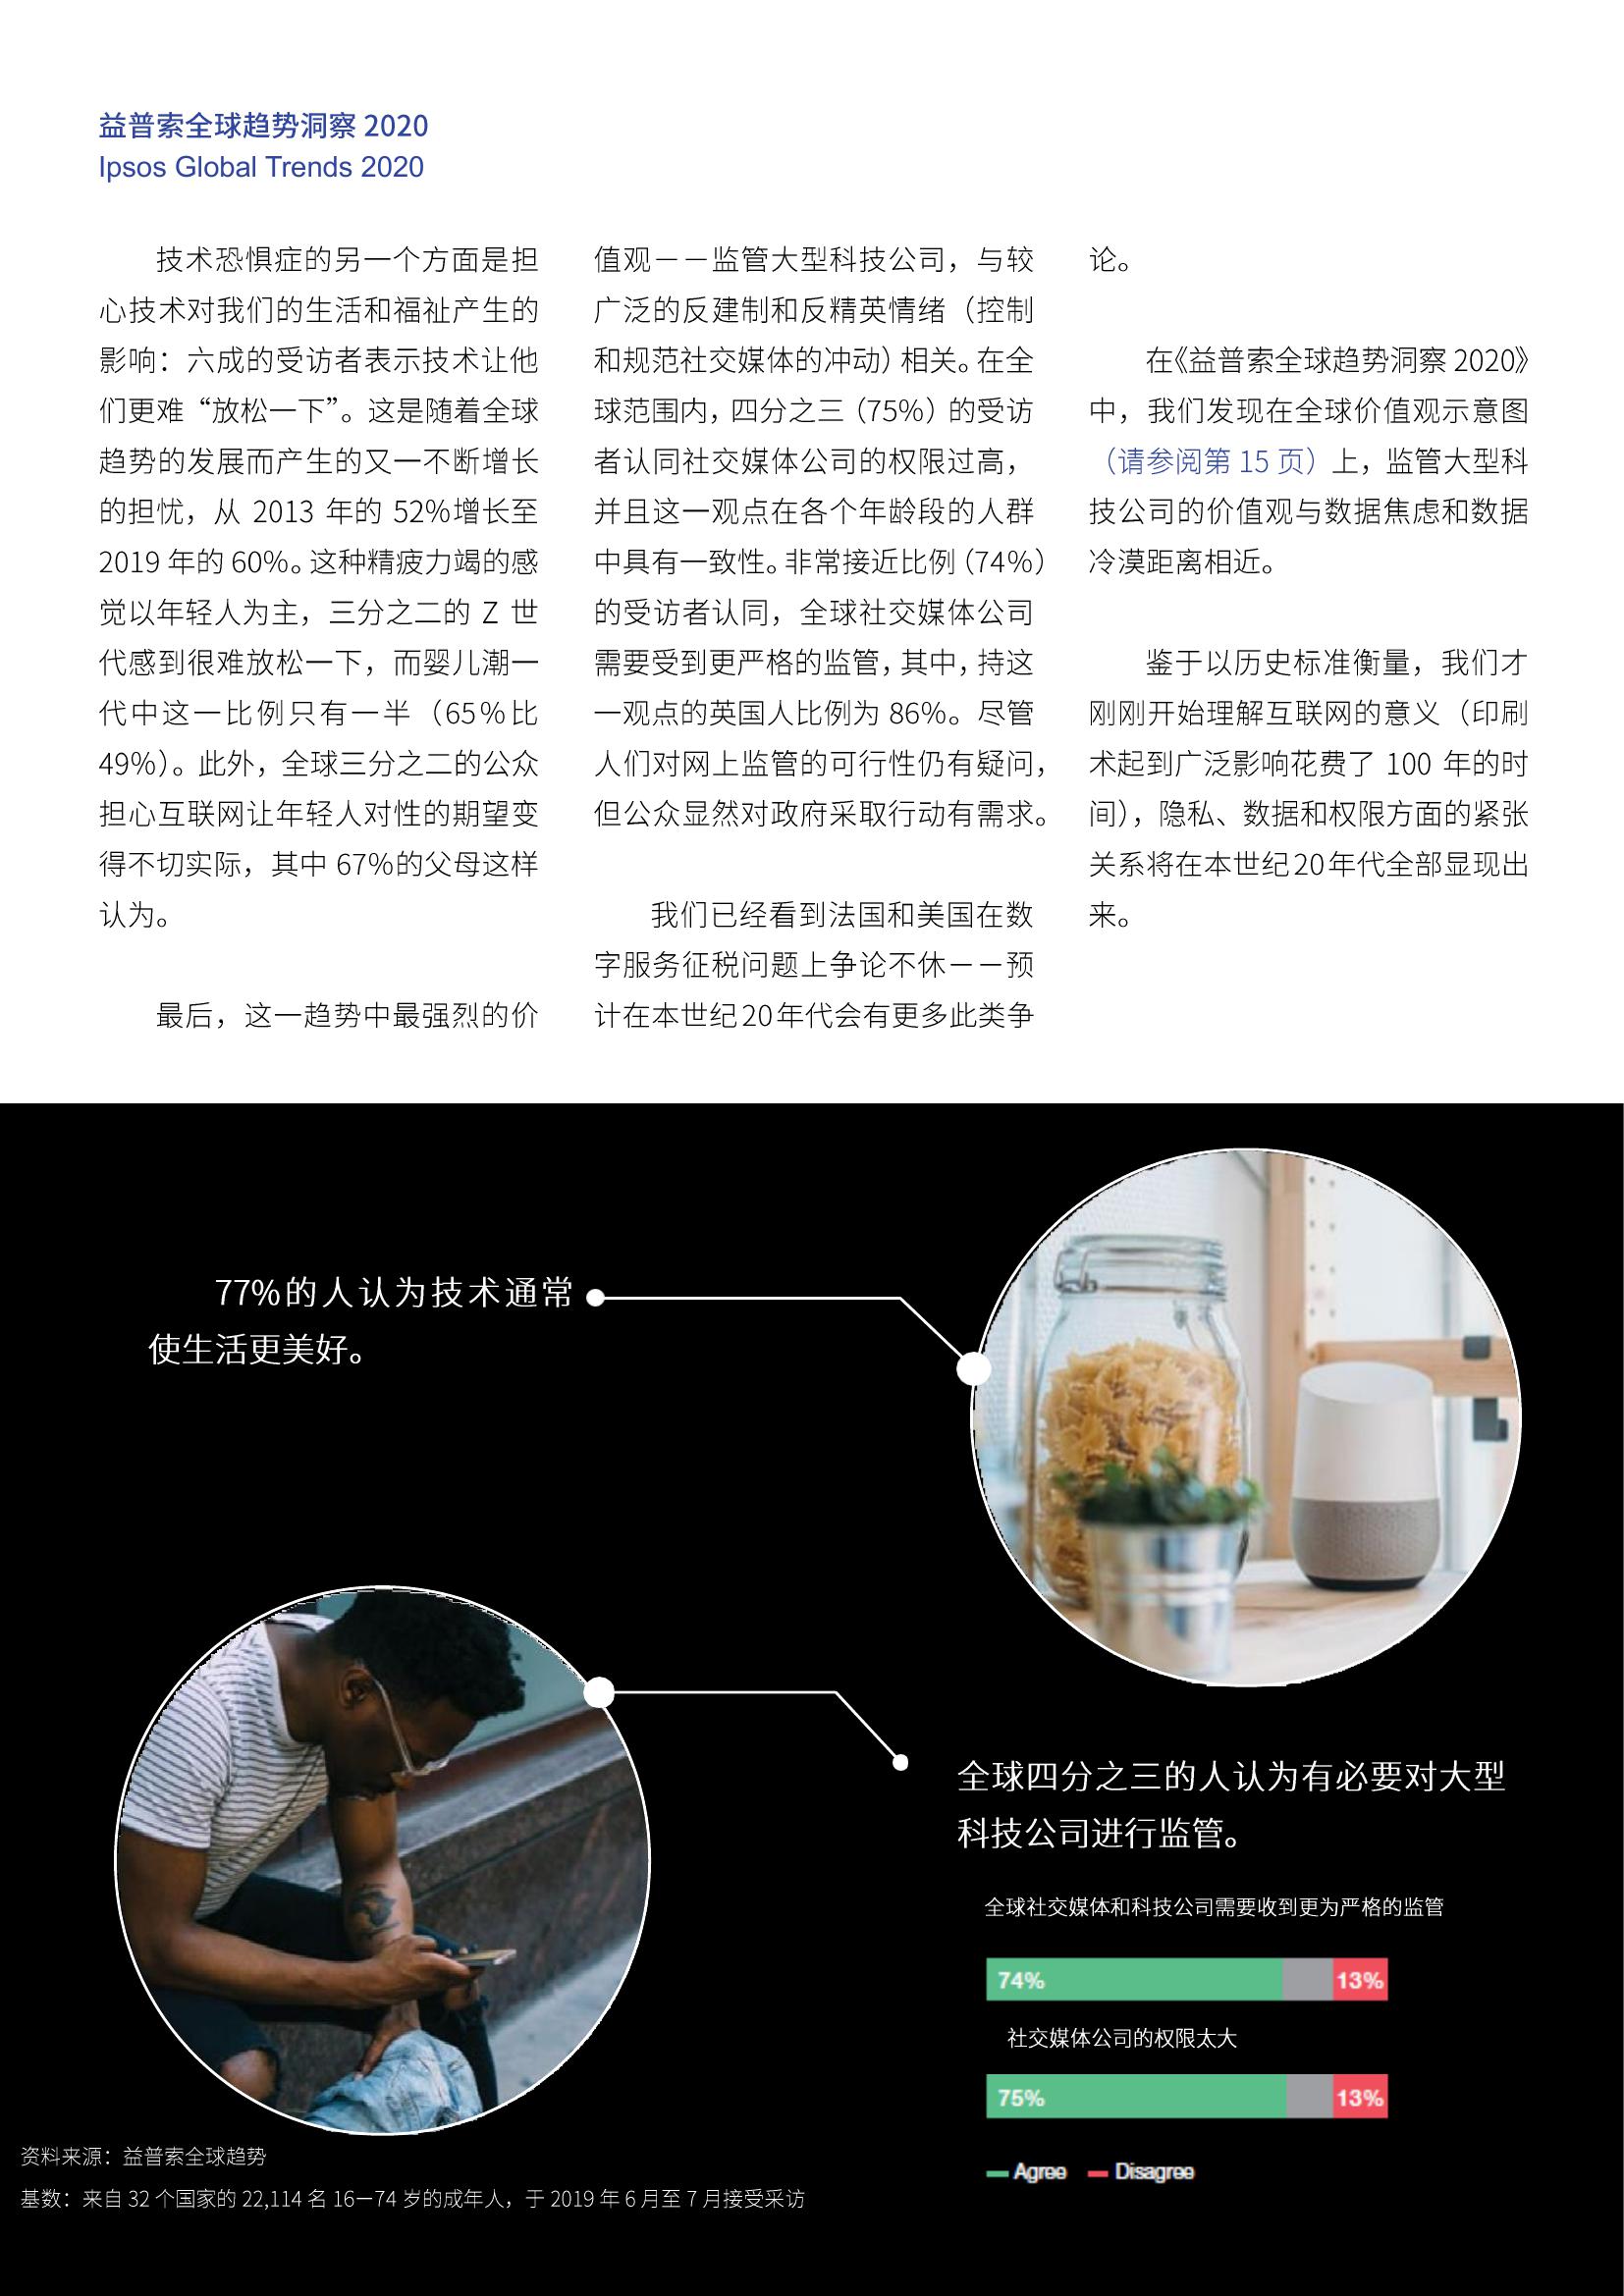 益普索全球趋势洞察 2020
Ipsos Global Trends 2020
技术恐惧症的另一个方面是担
心技术对我们的生活和福祉产生的
影响：六成的受访者表示技术让他
们更难“放松一下”。这是随着全球
趋势的发展而产生的又一不断增长
的担忧，从 2013 年的 52%增长至
2019 年的 60%。这种精疲力竭的感
觉以年轻人为主，三分之二的 Z 世
代感到很难放松一下，而婴儿潮一
代中这一比例只有一半（65%比
49%）。此外，全球三分之二的公众
担心互联网让年轻人对性的期望变
得不切实际，其中 67%的父母这样
认为。
最后，这一趋势中最强烈的价
值观——监管大型科技公司，与较
广泛的反建制和反精英情绪（控制
和规范社交媒体的冲动）相关。在全
球范围内，四分之三（75%）的受访
者认同社交媒体公司的权限过高，
并且这一观点在各个年龄段的人群
中具有一致性。非常接近比例（74%）
的受访者认同，全球社交媒体公司
需要受到更严格的监管，其中，持这
一观点的英国人比例为 86%。尽管
人们对网上监管的可行性仍有疑问，
但公众显然对政府采取行动有需求。
我们已经看到法国和美国在数
字服务征税问题上争论不休——预
计在本世纪20年代会有更多此类争
论。
在《益普索全球趋势洞察 2020》
中，我们发现在全球价值观示意图
（请参阅第 15 页）上，监管大型科
技公司的价值观与数据焦虑和数据
冷漠距离相近。
鉴于以历史标准衡量，我们才
刚刚开始理解互联网的意义（印刷
术起到广泛影响花费了 100 年的时
间），隐私、数据和权限方面的紧张
关系将在本世纪20年代全部显现出
来。
77%的人认为技术通常
使生活更美好。
全球四分之三的人认为有必要对大型
科技公司进行监管。
全球社交媒体和科技公司需要收到更为严格的监管
74% 13%
社交媒体公司的权限太大
75% 13%
Agree Disagree
资料来源：益普索全球趋势
基数：来自 32 个国家的 22,114 名 16—74 岁的成年人，于 2019 年 6 月至 7 月接受采访